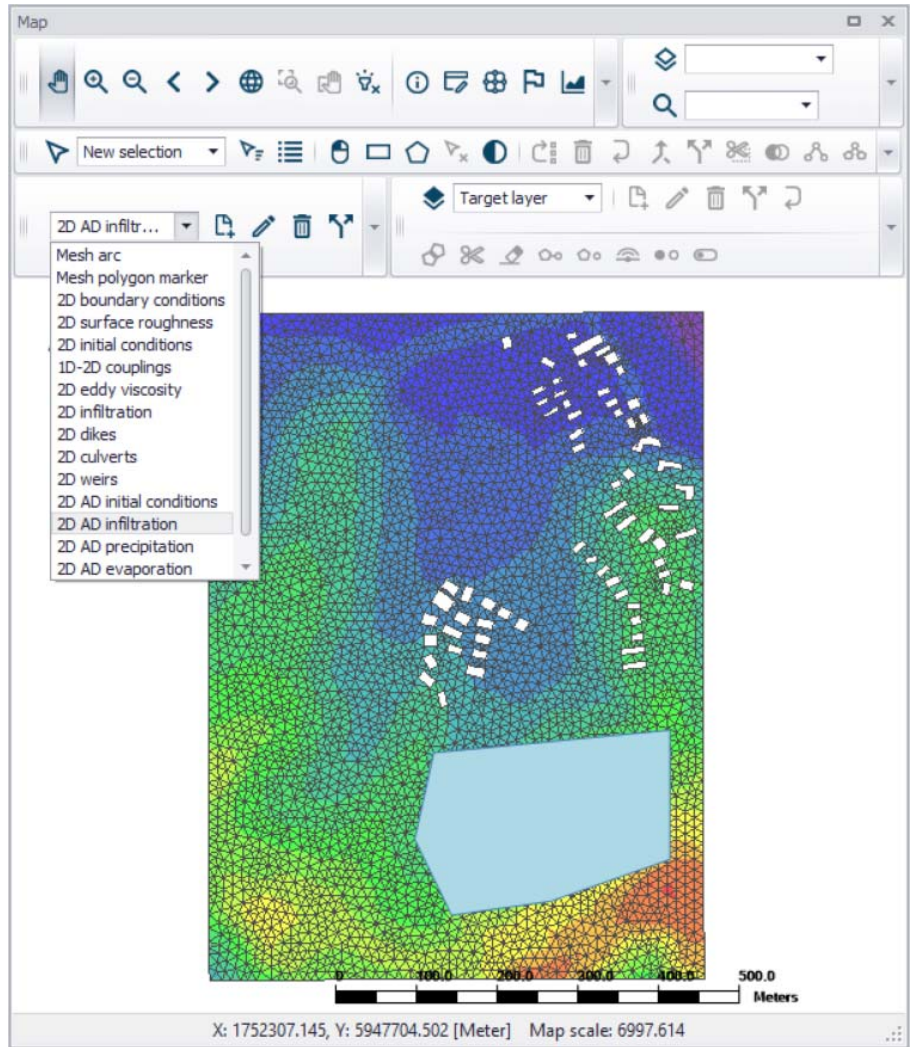 Map
New selection
2D AD infiltr...
Target layer
Mesh arc
Mesh polygon marker
2D boundary conditions
2D surface roughness
2D initial conditions
1D-2D couplings
2D eddy viscosity
2D infiltration
2D dikes
2D culverts
2D weirs
2D AD initial conditions
2D AD infiltration
2D AD precipitation
2D AD evaporation
0 100.0 200.0 300.0 400.0 500.0
Meters
X: 1752307.145, Y: 5947704.502 [Meter] Map scale: 6997.614